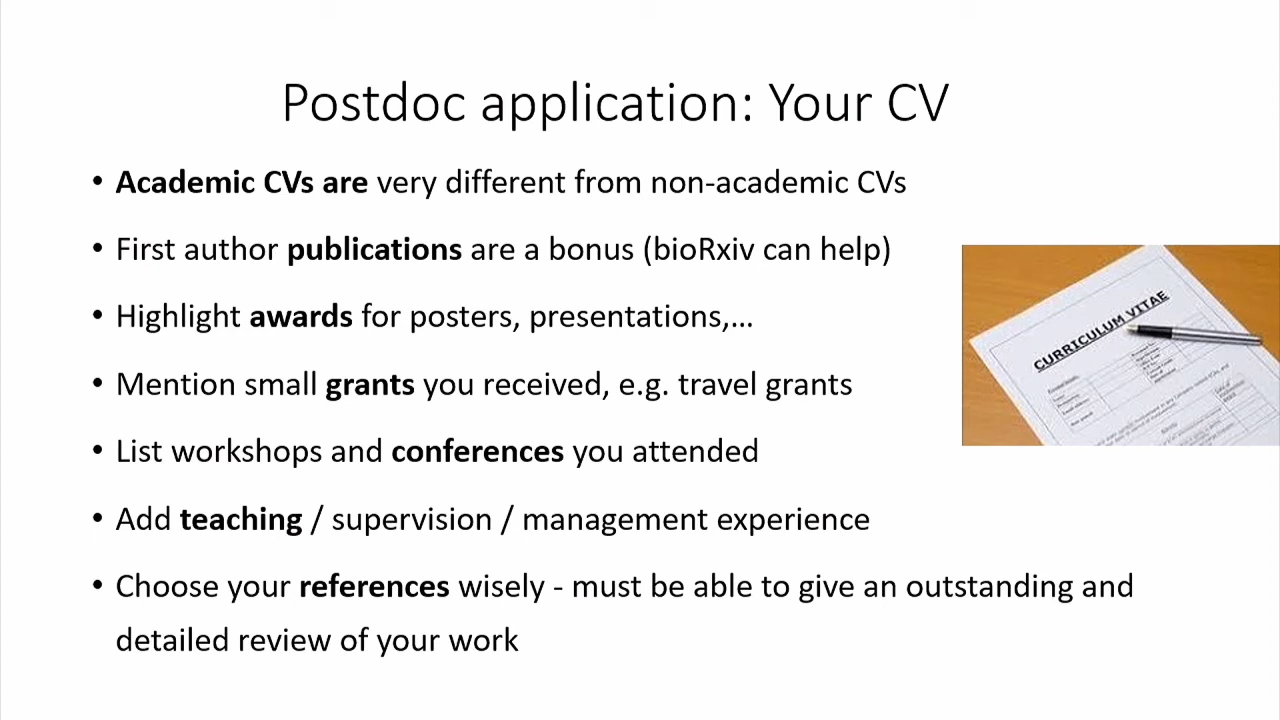 Postdoc application: Your CV
• Academic CVs are very different from non-academic CVs
• First author publications are a bonus (bioRxiv can help)
• Highlight awards for posters, presentations,...
• Mention small grants you received, e.g. travel grants
• List workshops and conferences you attended
• Add teaching / supervision / management experience
• Choose your references wisely - must be able to give an outstanding and
detailed review of your work
CURRICULUM VITAE